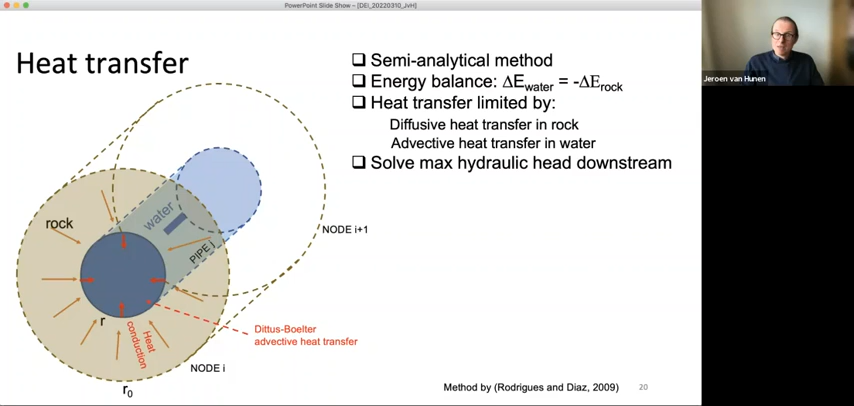 PowerPoint Slide Show - [DEi_20220310_JvH]
Heat transfer
❑ Semi-analytical method
❑ Energy balance: ΔEwater = -ΔErock
❑ Heat transfer limited by:
Diffusive heat transfer in rock
Advective heat transfer in water
❑ Solve max hydraulic head downstream
Jeroen van Hunen
rock
water
PIPE i
NODE i+1
r
Heat
conduction
Dittus-Boelter
advective heat transfer
NODE i
r0
Method by (Rodrigues and Diaz, 2009)
20